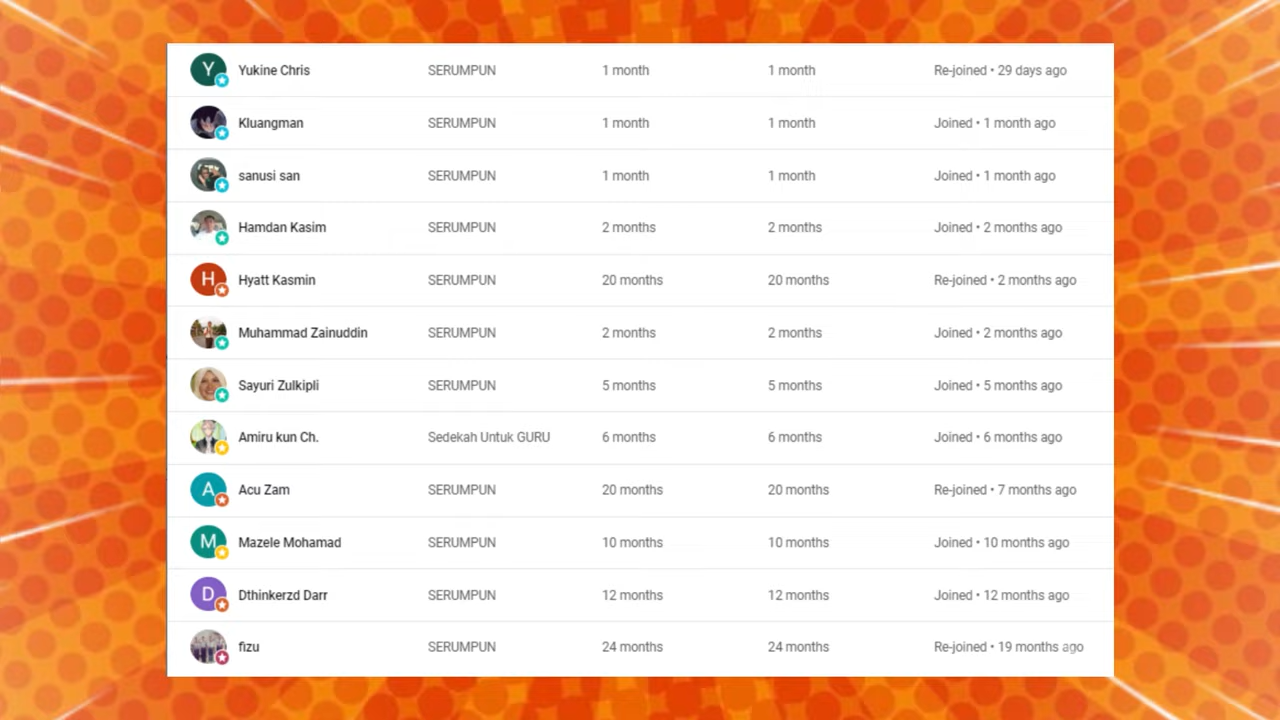 Y Yukine Chris SERUMPUN 1 month 1 month Re-joined • 29 days ago
Kluangman SERUMPUN 1 month 1 month Joined • 1 month ago
sanusi san SERUMPUN 1 month 1 month Joined • 1 month ago
Hamdan Kasim SERUMPUN 2 months 2 months Joined • 2 months ago
H Hyatt Kasmin SERUMPUN 20 months 20 months Re-joined • 2 months ago
Muhammad Zainuddin SERUMPUN 2 months 2 months Joined • 2 months ago
Sayuri Zulkipli SERUMPUN 5 months 5 months Joined • 5 months ago
Amiru kun Ch. Sedekah Untuk GURU 6 months 6 months Joined • 6 months ago
A Acu Zam SERUMPUN 20 months 20 months Re-joined • 7 months ago
M Mazele Mohamad SERUMPUN 10 months 10 months Joined • 10 months ago
D Dthinkerzd Darr SERUMPUN 12 months 12 months Joined • 12 months ago
fizu SERUMPUN 24 months 24 months Re-joined • 19 months ago